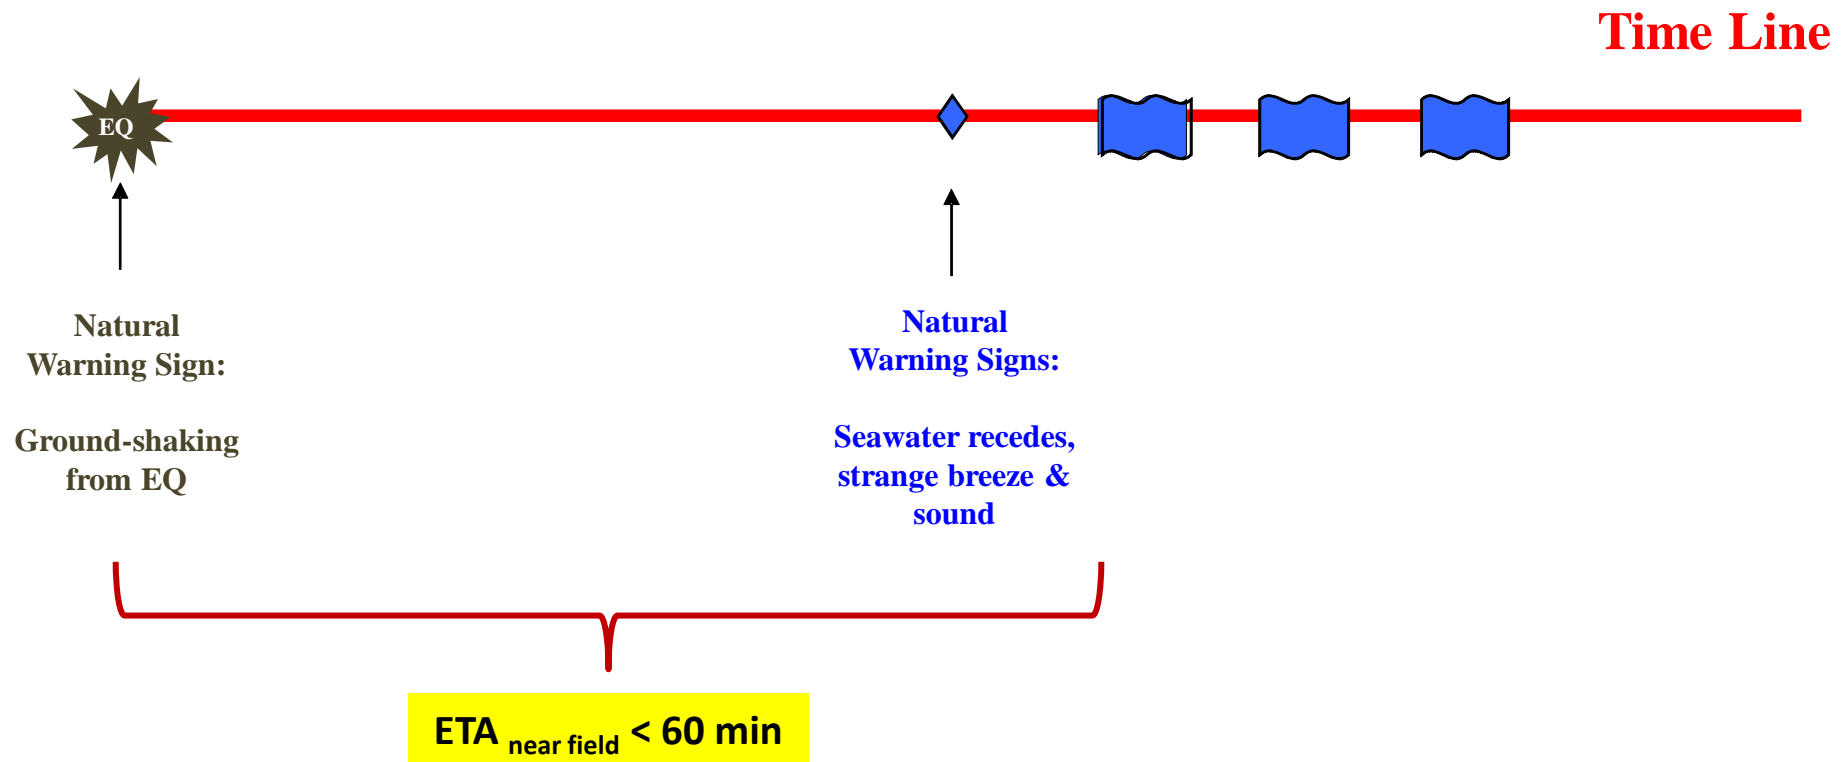 Time Line
EQ
Natural
Warning Sign:
Ground-shaking
from EQ
Natural
Warning Signs:
Seawater recedes,
strange breeze &
sound
ETA near field < 60 min